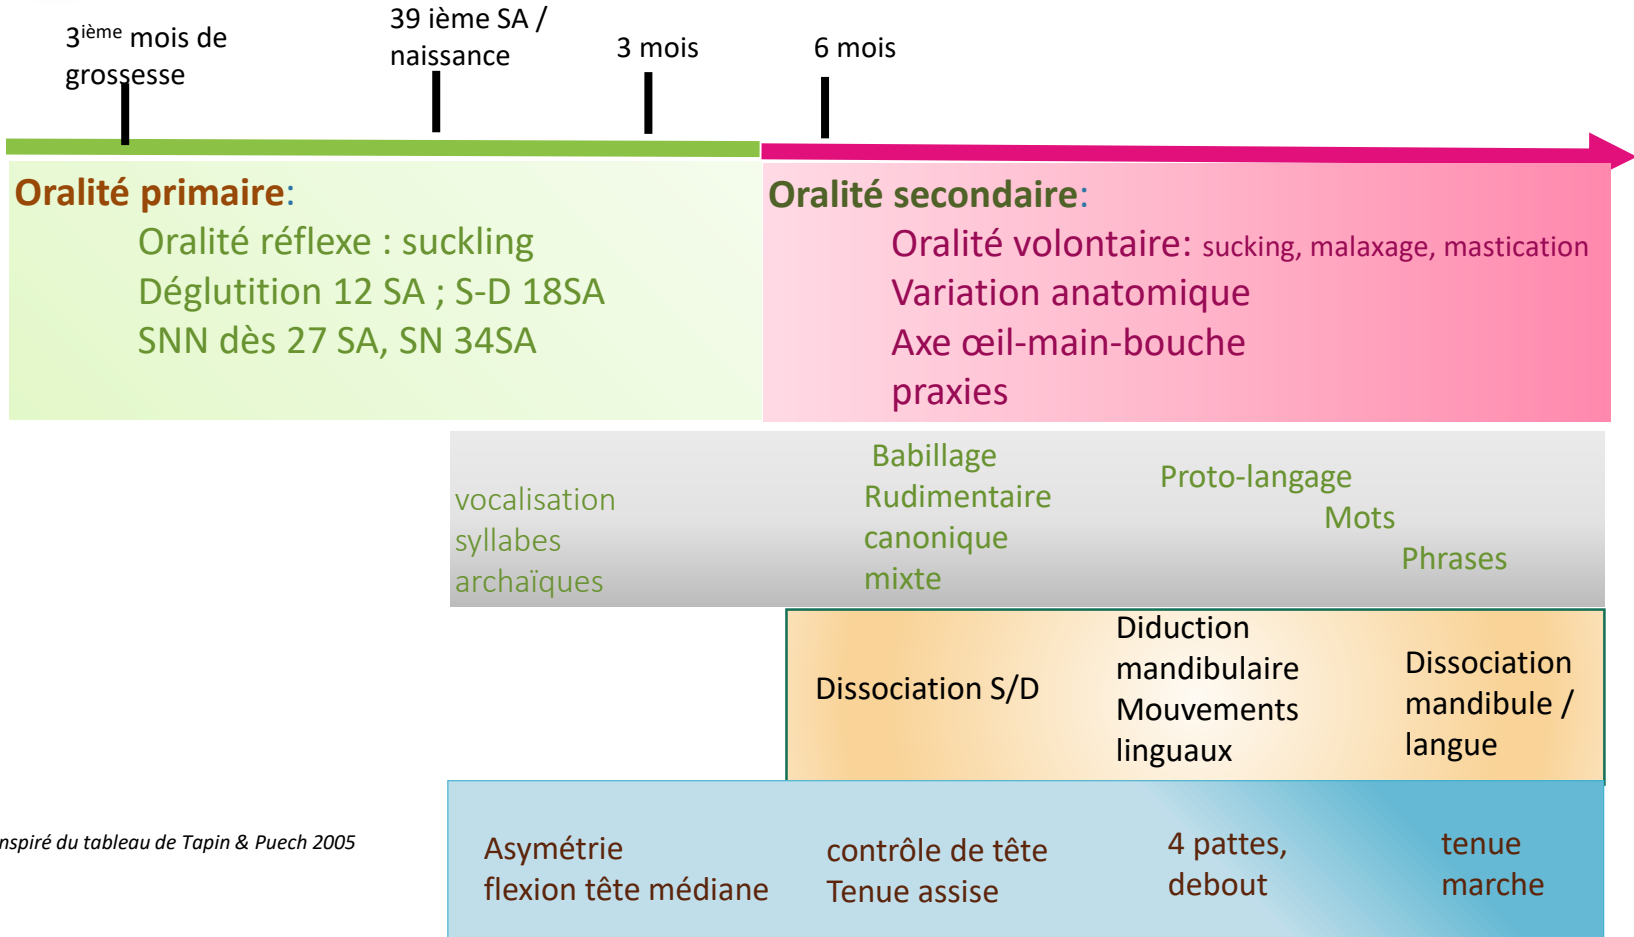 3ième mois de
grossesse
39 ième SA /
naissance
3 mois
6 mois
Oralité primaire:
Oralité réflexe : suckling
Déglutition 12 SA ; S-D 18SA
SNN dès 27 SA, SN 34SA
Oralité secondaire:
Oralité volontaire: sucking, malaxage, mastication
Variation anatomique
Axe œil-main-bouche
praxies
vocalisation
syllabes
archaïques
Babillage
Rudimentaire
canonique
mixte
Proto-langage
Mots
Phrases
Dissociation S/D
Diduction
mandibulaire
Mouvements
linguaux
Dissociation
mandibule /
langue
nspiré du tableau de Tapin & Puech 2005
Asymétrie
flexion tête médiane
contrôle de tête
Tenue assise
4 pattes,
debout
tenue
marche